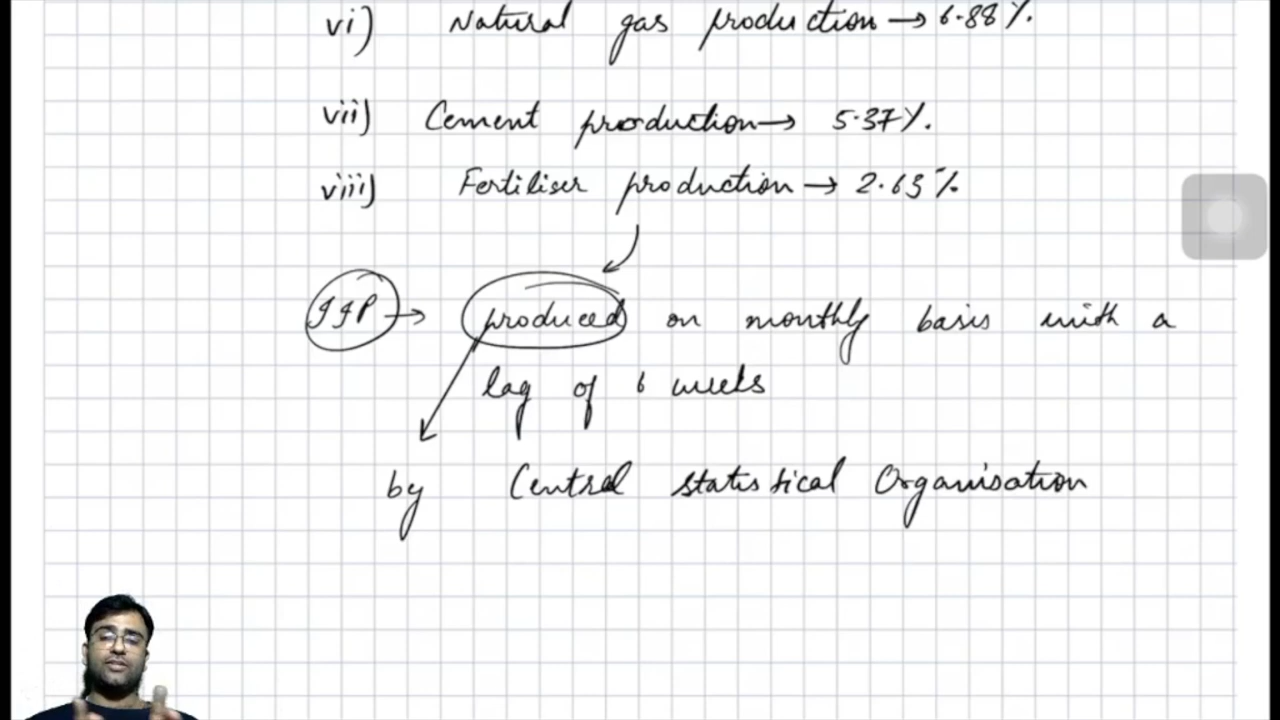 vi) Natural gas production → 6.88%.
vii) Cement production → 5.37%.
viii) Fertiliser production → 2.63%.
IIP → produced on monthly basis with a
lag of 6 weeks
by Central statistical Organisation